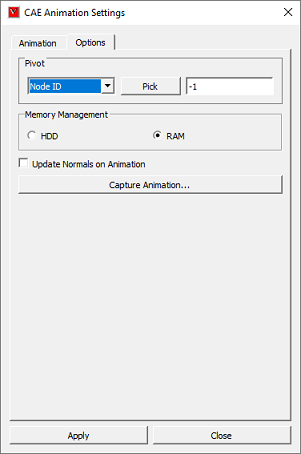 V CAE Animation Settings
Animation Options
Pivot
Node ID Pick -1
Memory Management
HDD RAM
Update Normals on Animation
Capture Animation...
Apply Close